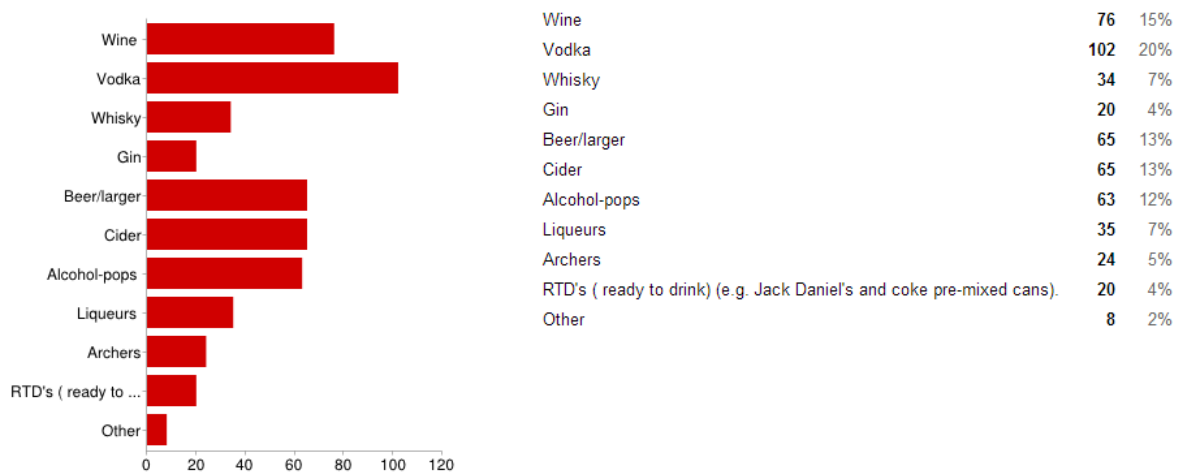 Wine
Vodka
Whisky
Gin
Beer/larger
Cider
Alcohol-pops
Liqueurs
Archers
RTD's ( ready to ...
Other
0 20 40 60 80 100 120
Wine 76 15%
Vodka 102 20%
Whisky 34 7%
Gin 20 4%
Beer/larger 65 13%
Cider 65 13%
Alcohol-pops 63 12%
Liqueurs 35 7%
Archers 24 5%
RTD's ( ready to drink) (e.g. Jack Daniel's and coke pre-mixed cans). 20 4%
Other 8 2%